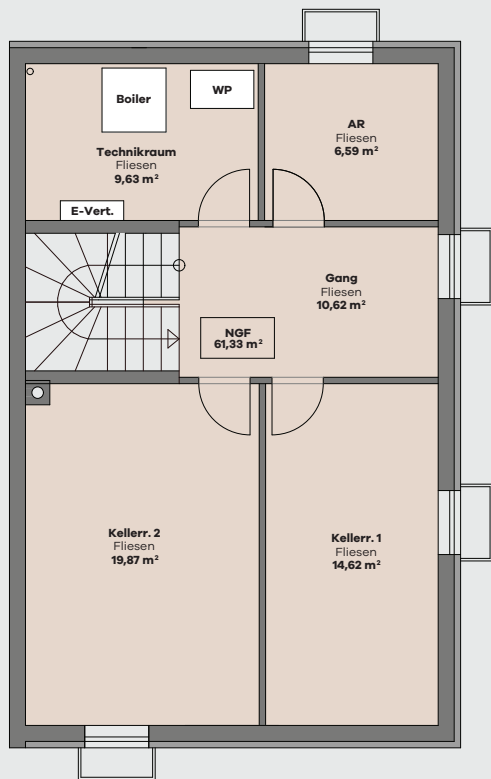 Boiler
WP
Technikraum
Fliesen
9,63 m²
AR
Fliesen
6,59 m²
E-Vert.
Gang
Fliesen
10,62 m²
NGF
61,33 m²
Kellerr. 2
Fliesen
19,87 m²
Kellerr. 1
Fliesen
14,62 m²